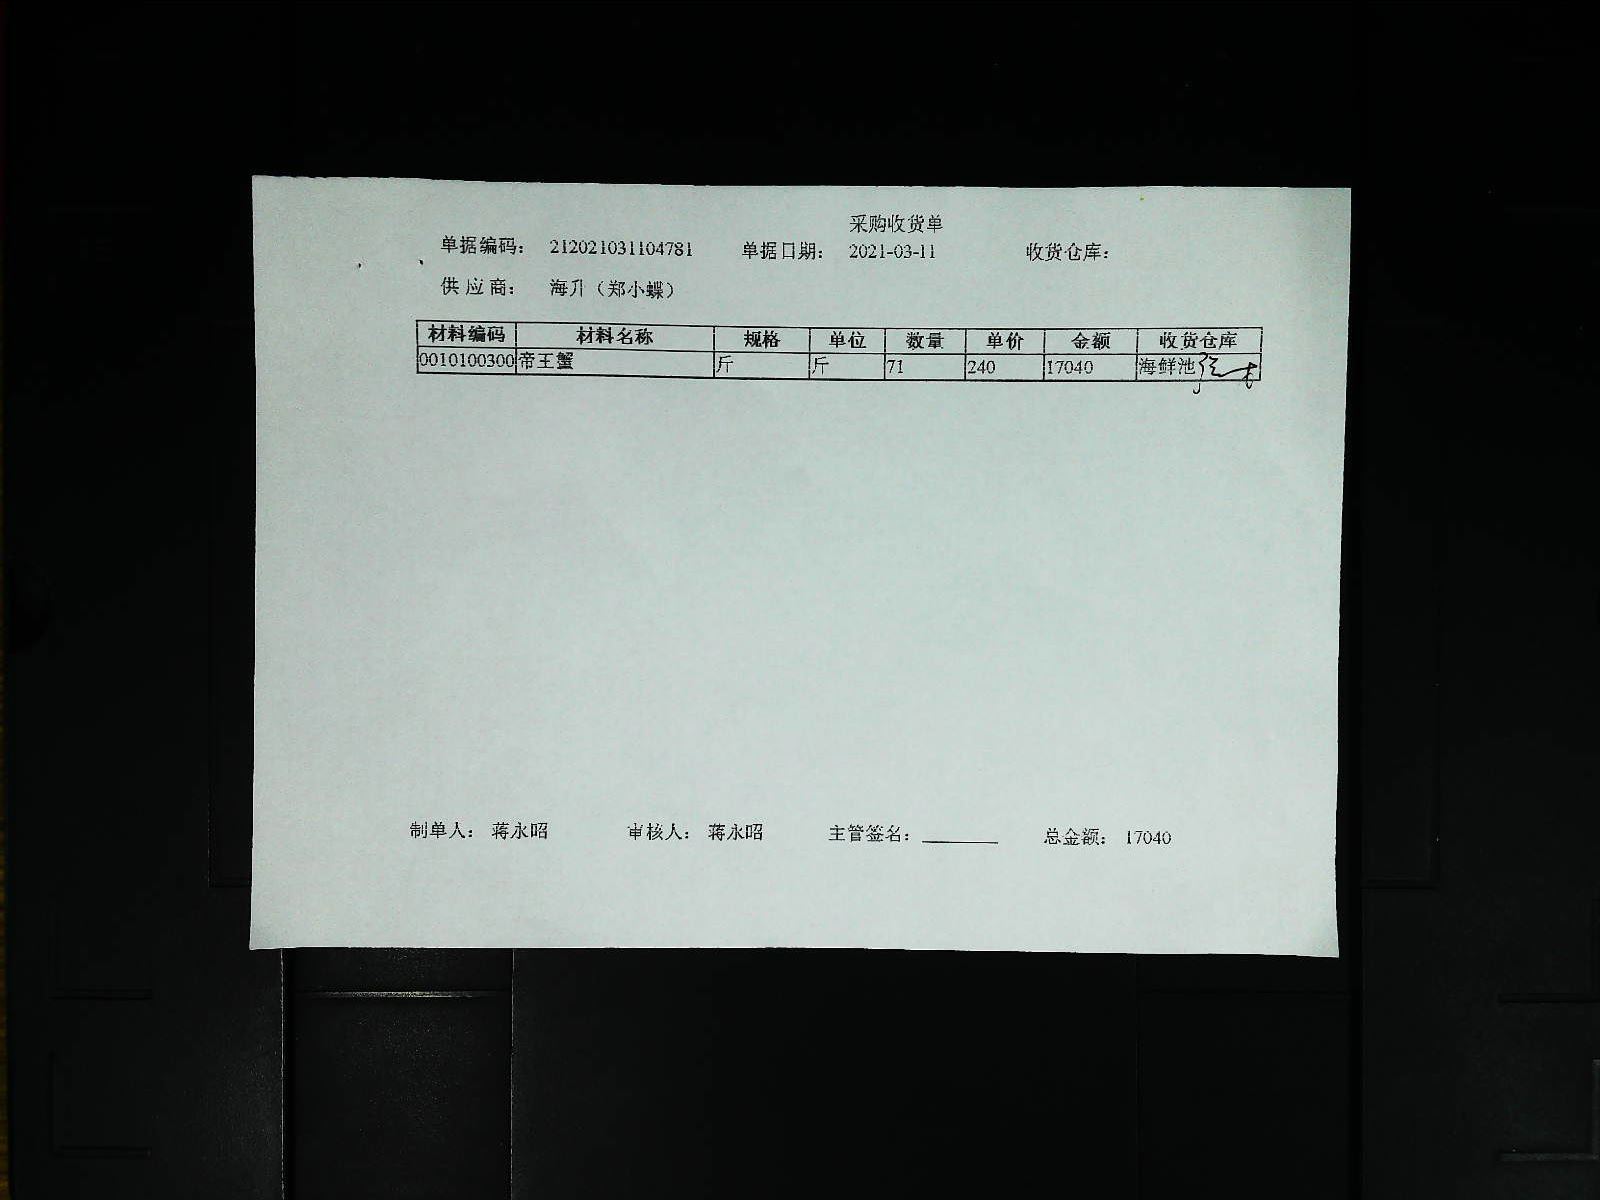 采购收货单
单据编码： 212021031104781 单据日期： 2021-03-11 收货仓库：
供 应 商： 海升（郑小蝶）
材料编码 材料名称 规格 单位 数量 单价 金额 收货仓库
0010100300 帝王蟹 斤 斤 71 240 17040 海鲜池
制单人： 蒋永昭 审核人： 蒋永昭 主管签名： 总金额： 17040